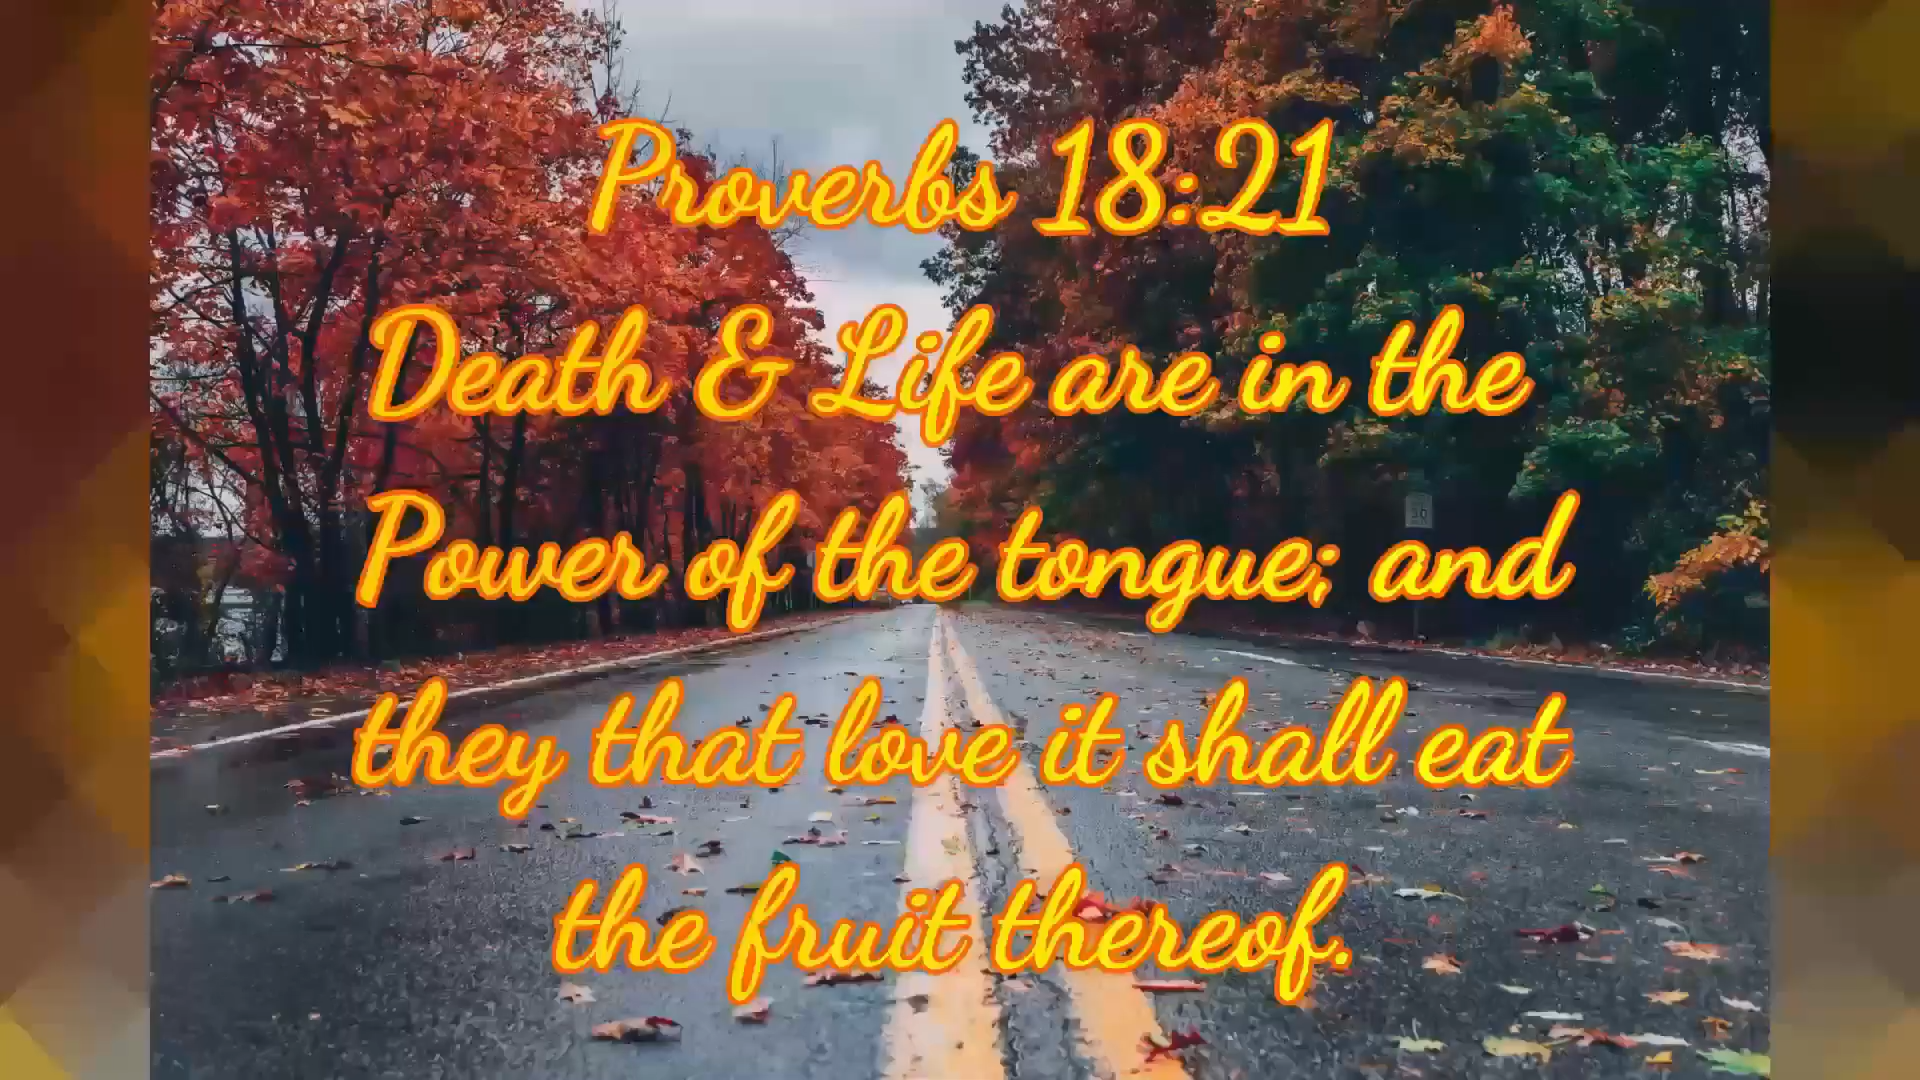 Proverbs 18:21
Death & Life are in the
Power of the tongue; and
they that love it shall eat
the fruit thereof.